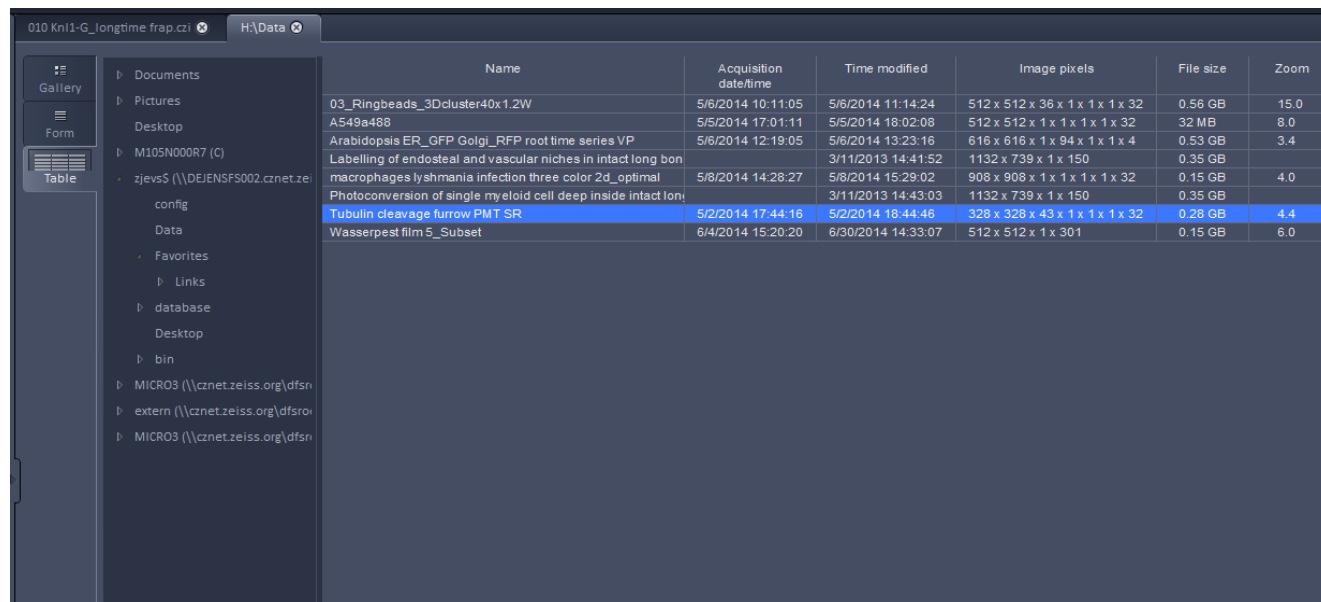 010 Knl1-G_longtime frap.czi
H:\Data
Gallery
Form
Table
Documents
Pictures
Desktop
M105N000R7 (C)
zjevs$ (\\DEJENSFS002.cznet.zei
config
Data
Favorites
Links
database
Desktop
bin
MICRO3 (\\cznet.zeiss.org\dfsr
extern (\\cznet.zeiss.org\dfsro
MICRO3 (\\cznet.zeiss.org\dfsr
Name Acquisition date/time Time modified Image pixels File size Zoom
03_Ringbeads_3Dcluster40x1.2W 5/6/2014 10:11:05 5/6/2014 11:14:24 512 x 512 x 36 x 1 x 1 x 1 x 32 0.56 GB 15.0
A549a488 5/5/2014 17:01:11 5/5/2014 18:02:08 512 x 512 x 1 x 1 x 1 x 1 x 32 32 MB 8.0
Arabidopsis ER_GFP Golgi_RFP root time series VP 5/6/2014 12:19:05 5/6/2014 13:23:16 616 x 616 x 1 x 94 x 1 x 1 x 4 0.53 GB 3.4
Labelling of endosteal and vascular niches in intact long bon 3/11/2013 14:41:52 1132 x 739 x 1 x 150 0.35 GB
macrophages lyshmania infection three color 2d_optimal 5/8/2014 14:28:27 5/8/2014 15:29:02 908 x 908 x 1 x 1 x 1 x 1 x 32 0.15 GB 4.0
Photoconversion of single myeloid cell deep inside intact long 3/11/2013 14:43:03 1132 x 739 x 1 x 150 0.35 GB
Tubulin cleavage furrow PMT SR 5/2/2014 17:44:16 5/2/2014 18:44:46 328 x 328 x 43 x 1 x 1 x 1 x 32 0.28 GB 4.4
Wasserpest film 5_Subset 6/4/2014 15:20:20 6/30/2014 14:33:07 512 x 512 x 1 x 301 0.15 GB 6.0